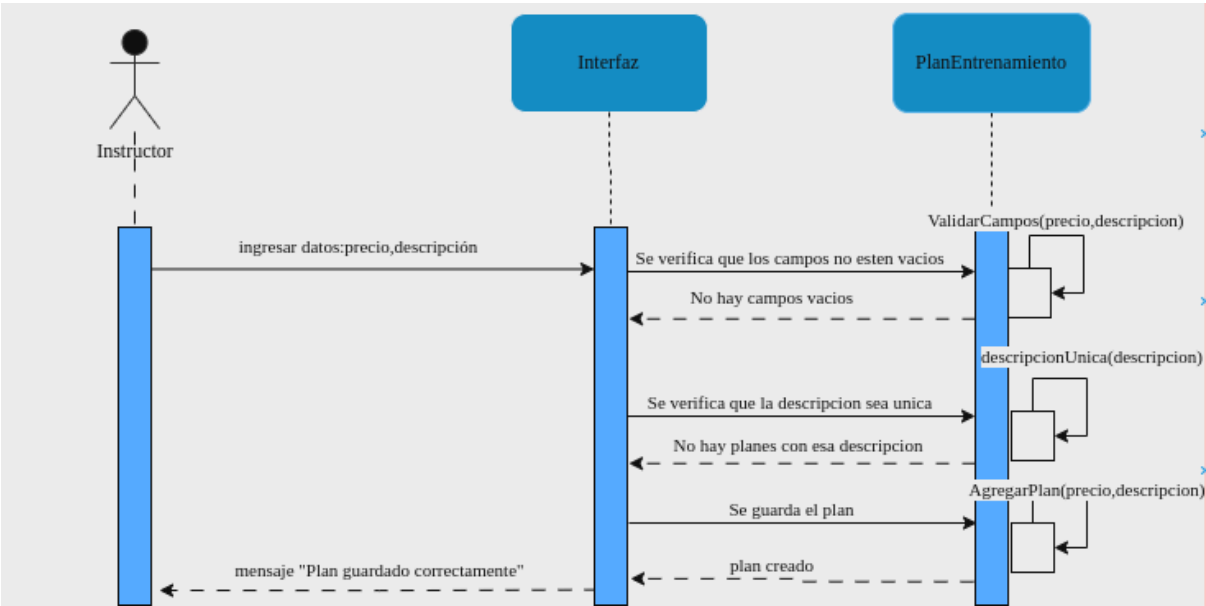 Interfaz
PlanEntrenamiento
Instructor
ValidarCampos(precio,descripcion)
ingresar datos:precio,descripción
Se verifica que los campos no esten vacios
No hay campos vacios
descripcionUnica(descripcion)
Se verifica que la descripcion sea unica
No hay planes con esa descripcion
AgregarPlan(precio,descripcion)
Se guarda el plan
plan creado
mensaje "Plan guardado correctamente"